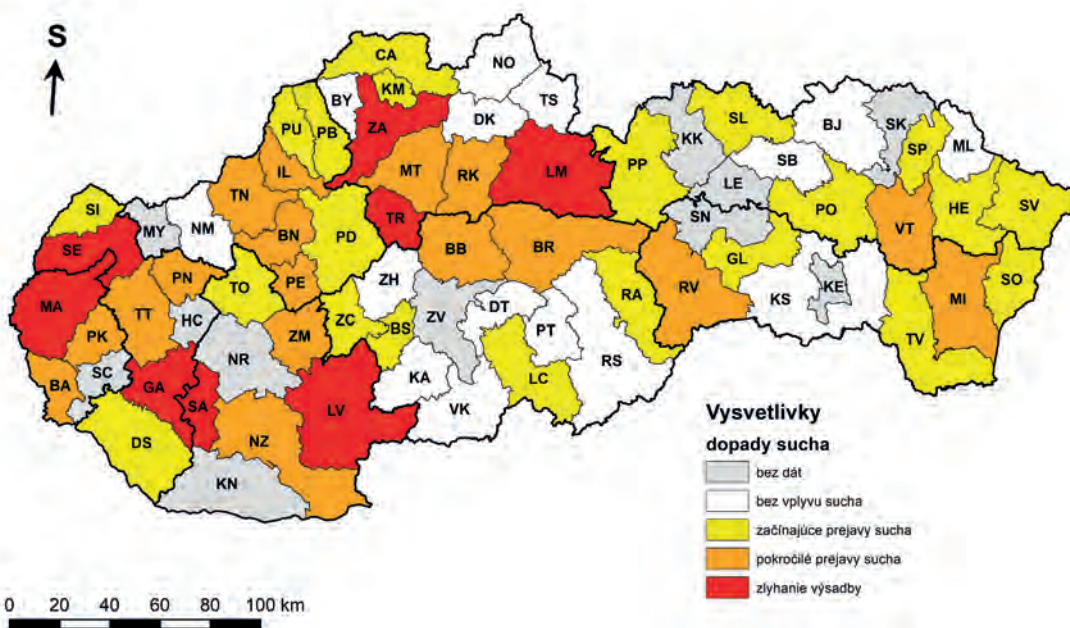 S
CA
NO
BY
KM
TS
ZA
DK
PU
PB
SL
KK
BJ
SK
SP
ML
PP
SB
IL
MT
RK
LM
LE
TN
PO
HE
SV
SI
MY
NM
TR
SN
BN
PD
VT
SE
BB
BR
GL
SO
PN
TO
PE
ZH
RV
KS
KE
MI
MA
TT
HC
ZC
BS
ZV
DT
RA
PK
NR
ZM
PT
TV
BA
SC
GA
SA
LV
KA
LC
RS
VK
DS
NZ
KN
Vysvetlivky
dopady sucha
bez dát
bez vplyvu sucha
začínajúce prejavy sucha
pokročilé prejavy sucha
zlyhanie výsadby
0 20 40 60 80 100 km